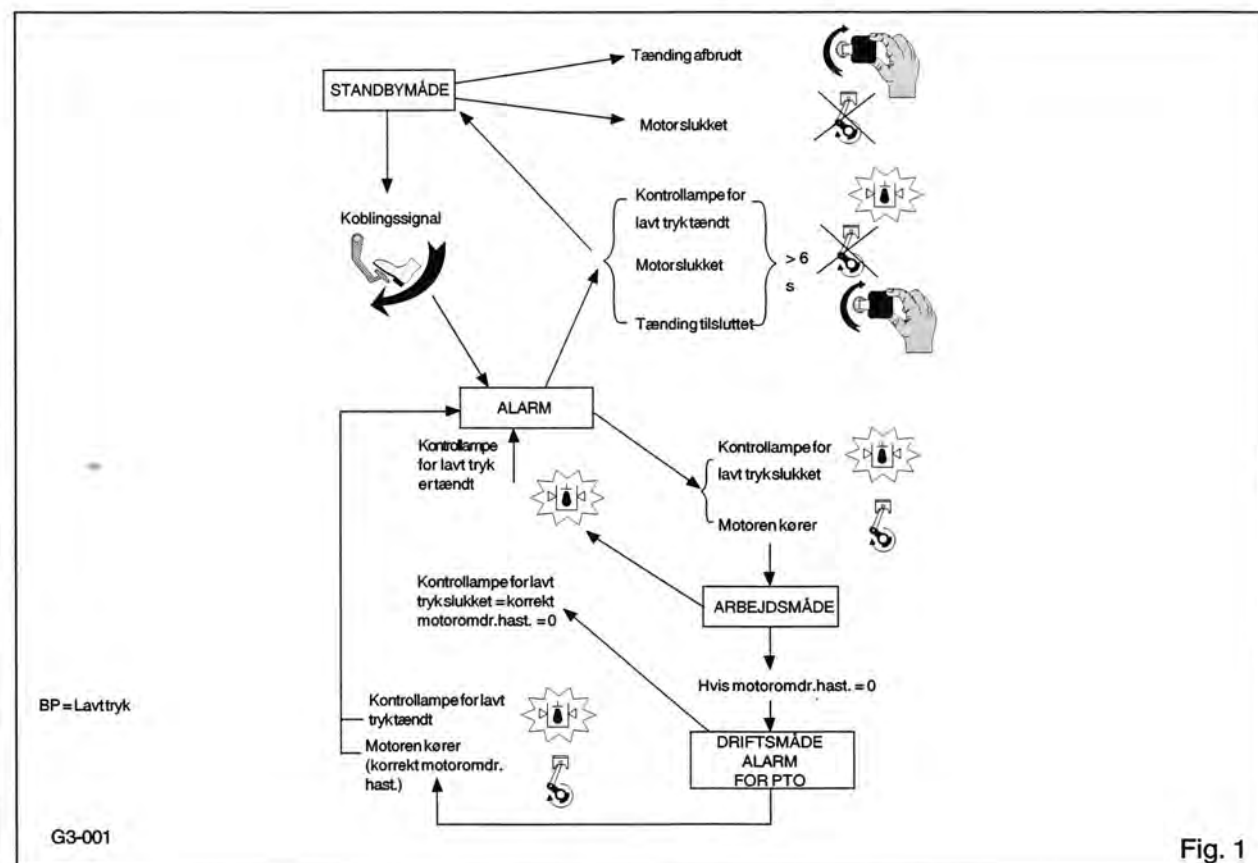 Tænding afbrudt
STANDBYMÅDE
Motor slukket
Kontrollampe for
lavt tryk tændt
Koblingssignal
Motor slukket
> 6
s
Tænding tilsluttet
ALARM
Kontrollampe
for lavt tryk
er tændt
Kontrollampe for
lavt tryk slukket
Motoren kører
Kontrollampe for lavt
tryk slukket = korrekt
motoromdr.hast. = 0
ARBEJDSMÅDE
Hvis motoromdr.hast. = 0
BP = Lavt tryk
Kontrollampe for lavt
tryk tændt
Motoren kører
(korrekt motoromdr.
hast.)
DRIFTSMÅDE
ALARM
FOR PTO
G3-001
Fig. 1